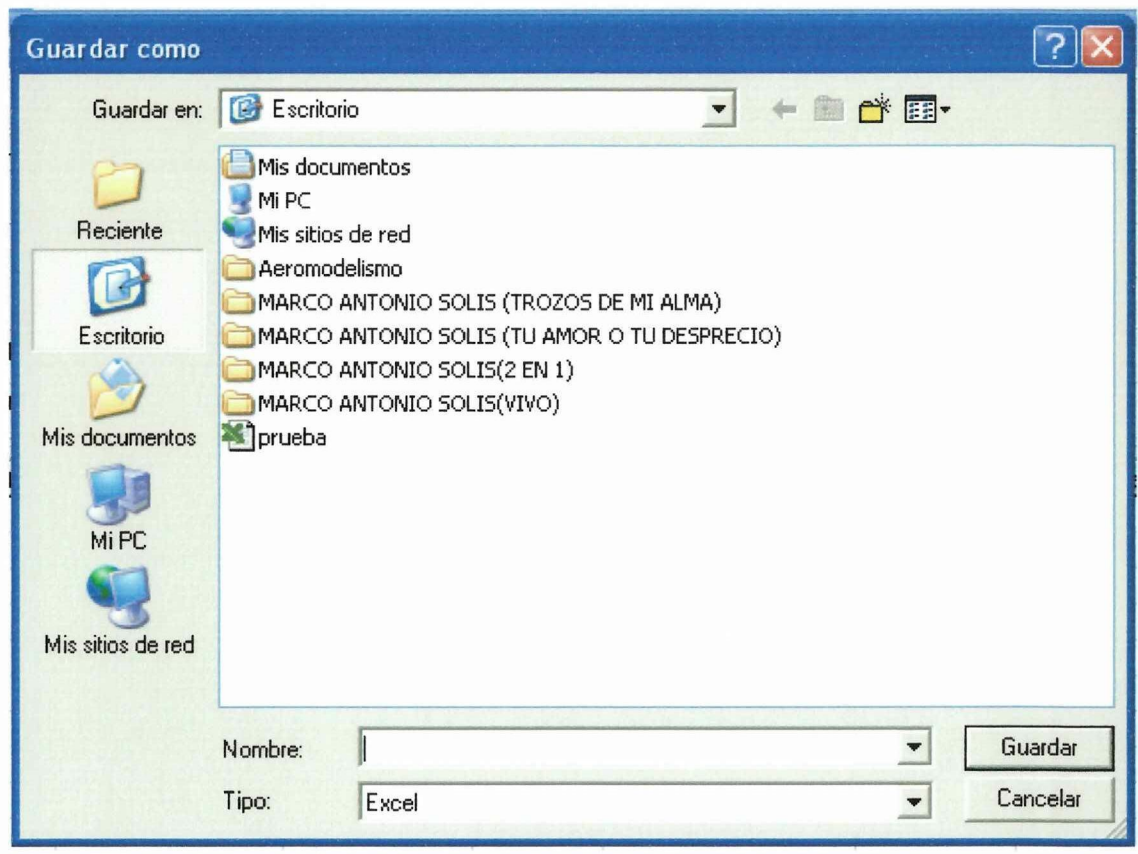 Guardar como
Guardar en: Escritorio
Mis documentos
Mi PC
Mis sitios de red
Aeromodelismo
MARCO ANTONIO SOLIS (TROZOS DE MI ALMA)
MARCO ANTONIO SOLIS (TU AMOR O TU DESPRECIO)
MARCO ANTONIO SOLIS(2 EN 1)
MARCO ANTONIO SOLIS(VIVO)
prueba
Reciente
Escritorio
Mis documentos
Mi PC
Mis sitios de red
Nombre:
Guardar
Tipo: Excel
Cancelar